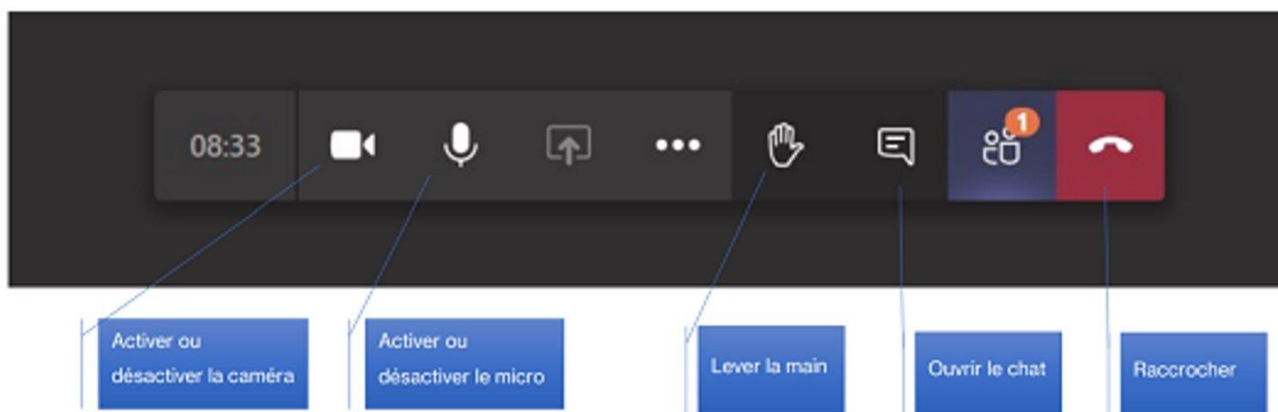 08:33
1
Activer ou
désactiver la caméra
Activer ou
désactiver le micro
Lever la main
Ouvrir le chat
Raccrocher